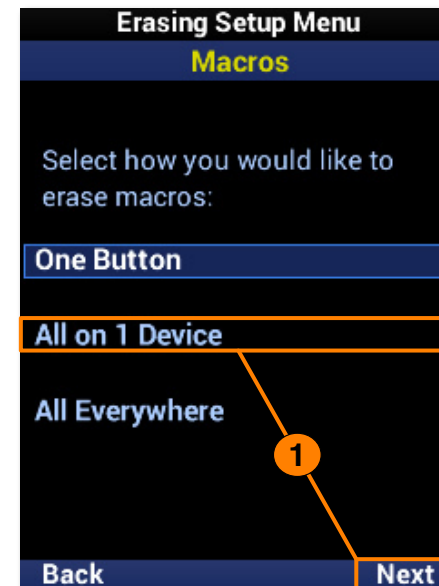 Erasing Setup Menu
Macros
Select how you would like to
erase macros:
One Button
All on 1 Device
All Everywhere
1
Back Next